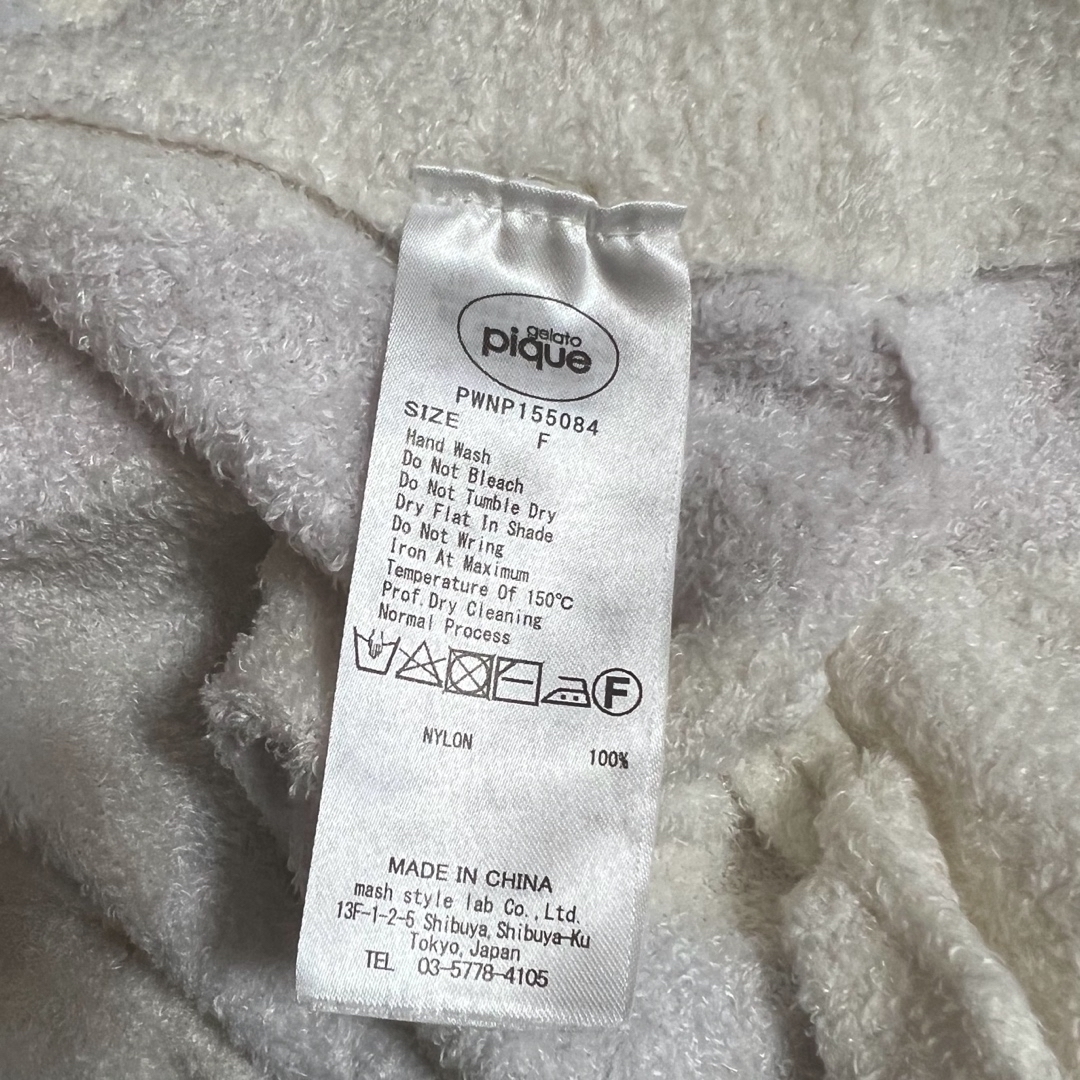 gelato
pique
PWNP155084
SIZE F
Hand Wash
Do Not Bleach
Do Not Tumble Dry
Dry Flat In Shade
Do Not Wring
Iron At Maximum
Temperature Of 150℃
Prof. Dry Cleaning
Normal Process
F
NYLON 100%
MADE IN CHINA
mash style lab Co.,Ltd.
13F-1-2-5 Shibuya, Shibuya-Ku
Tokyo, Japan
TEL 03-5778-4105